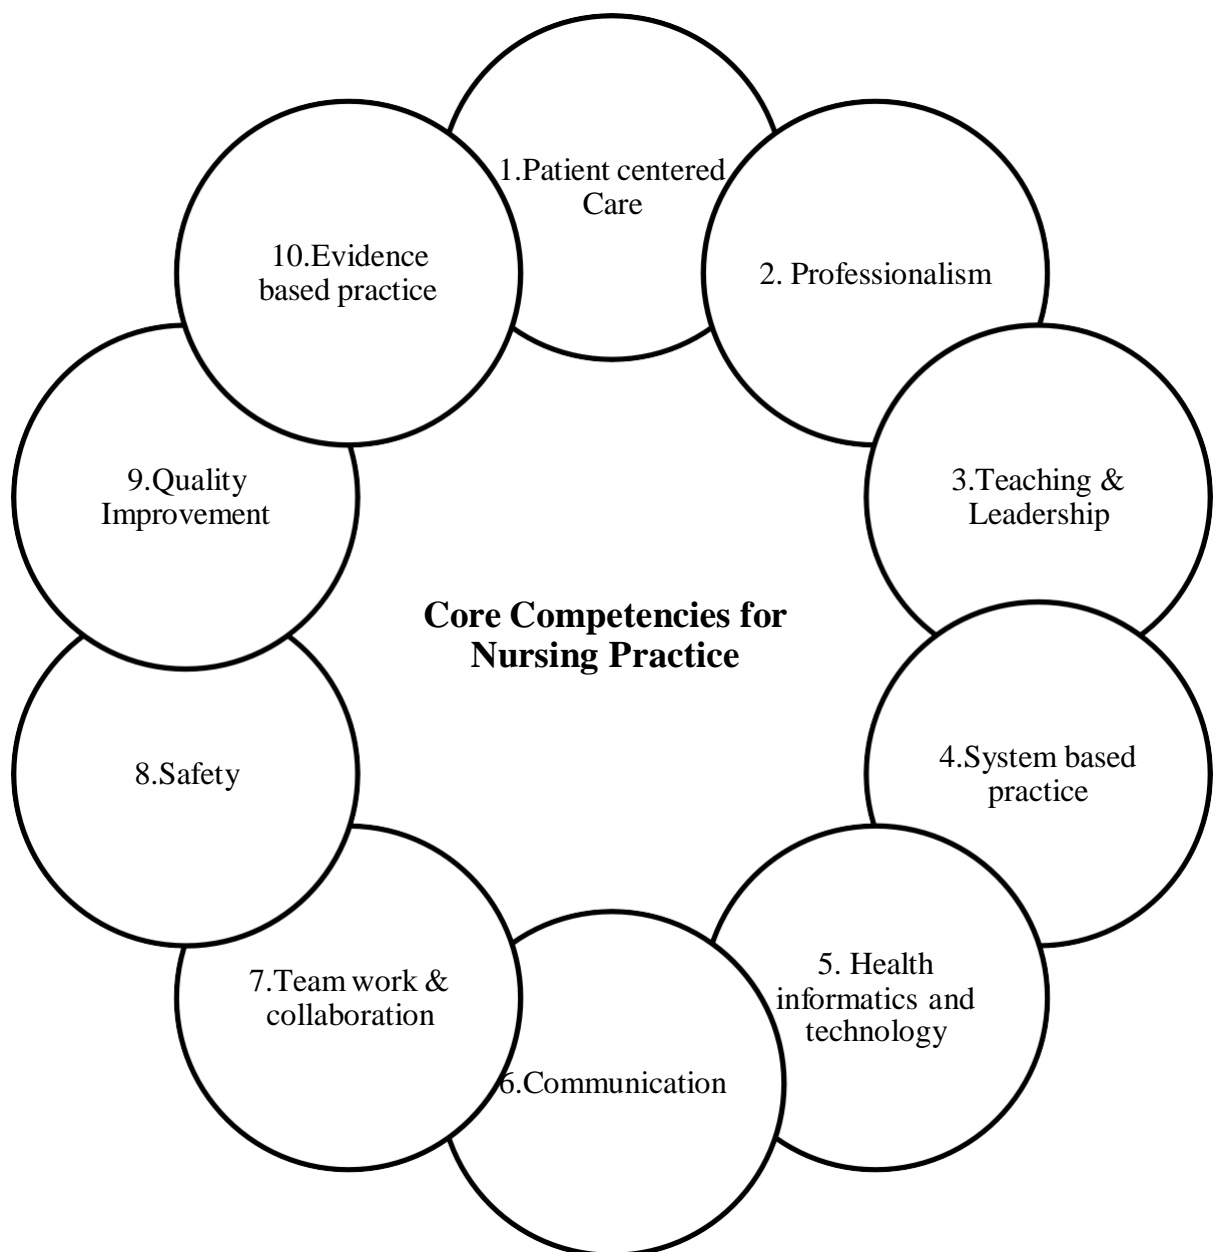 1.Patient centered
Care
2. Professionalism
3.Teaching &
Leadership
4.System based
practice
5. Health
informatics and
technology
6.Communication
7.Team work &
collaboration
8.Safety
9.Quality
Improvement
10.Evidence
based practice
Core Competencies for
Nursing Practice